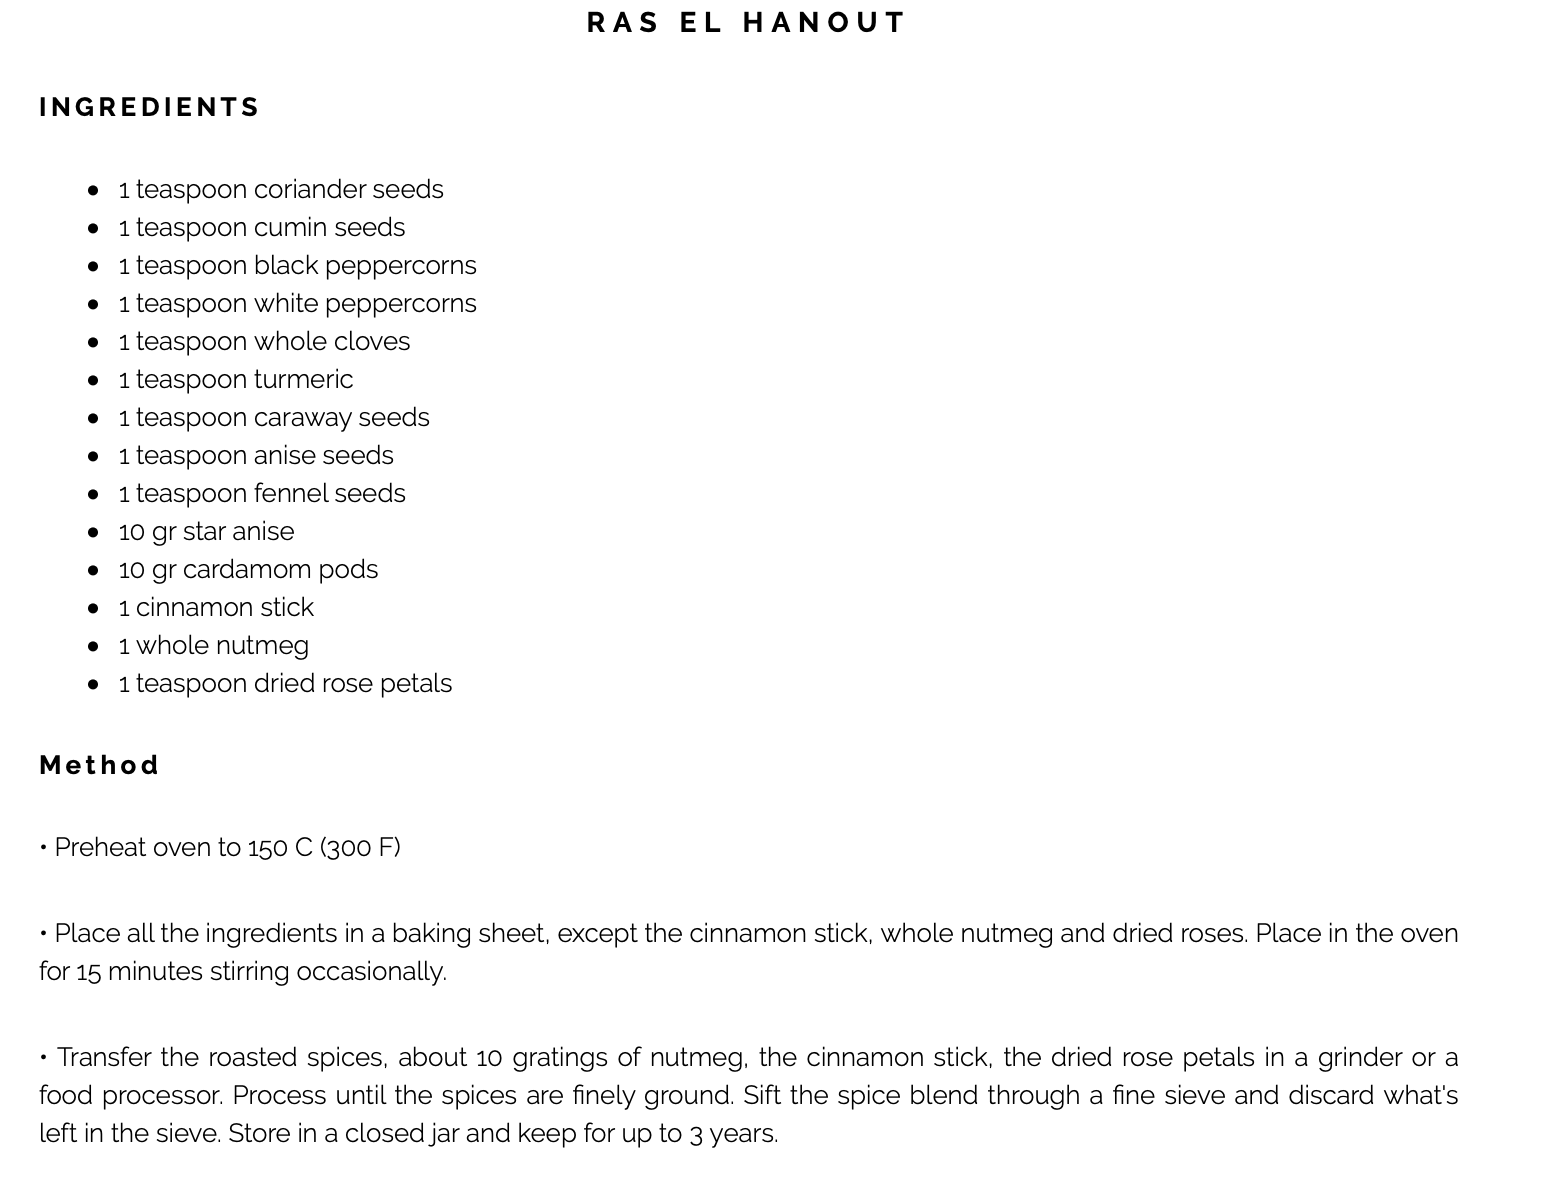 RAS EL HANOUT
INGREDIENTS
● 1 teaspoon coriander seeds
● 1 teaspoon cumin seeds
● 1 teaspoon black peppercorns
● 1 teaspoon white peppercorns
● 1 teaspoon whole cloves
● 1 teaspoon turmeric
● 1 teaspoon caraway seeds
● 1 teaspoon anise seeds
● 1 teaspoon fennel seeds
● 10 gr star anise
● 10 gr cardamom pods
● 1 cinnamon stick
● 1 whole nutmeg
● 1 teaspoon dried rose petals
Method
• Preheat oven to 150 C (300 F)
• Place all the ingredients in a baking sheet, except the cinnamon stick, whole nutmeg and dried roses. Place in the oven
for 15 minutes stirring occasionally.
• Transfer the roasted spices, about 10 gratings of nutmeg, the cinnamon stick, the dried rose petals in a grinder or a
food processor. Process until the spices are finely ground. Sift the spice blend through a fine sieve and discard what's
left in the sieve. Store in a closed jar and keep for up to 3 years.